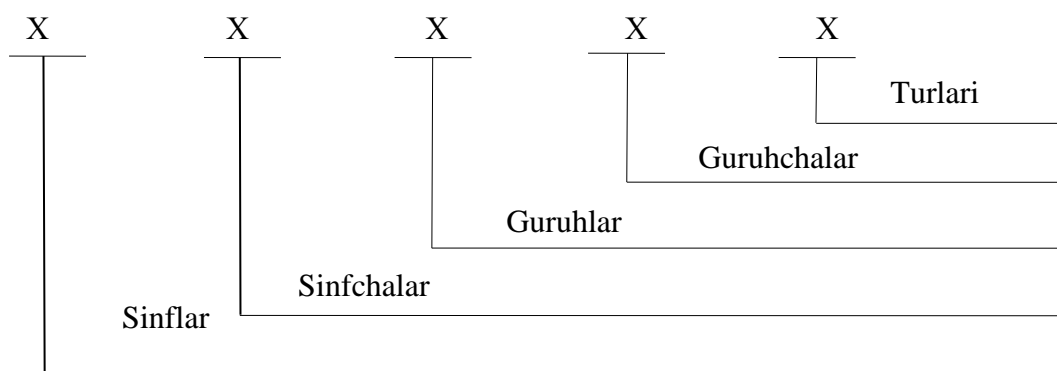 X X X X X
Turlari
Guruhchalar
Guruhlar
Sinfchalar
Sinflar